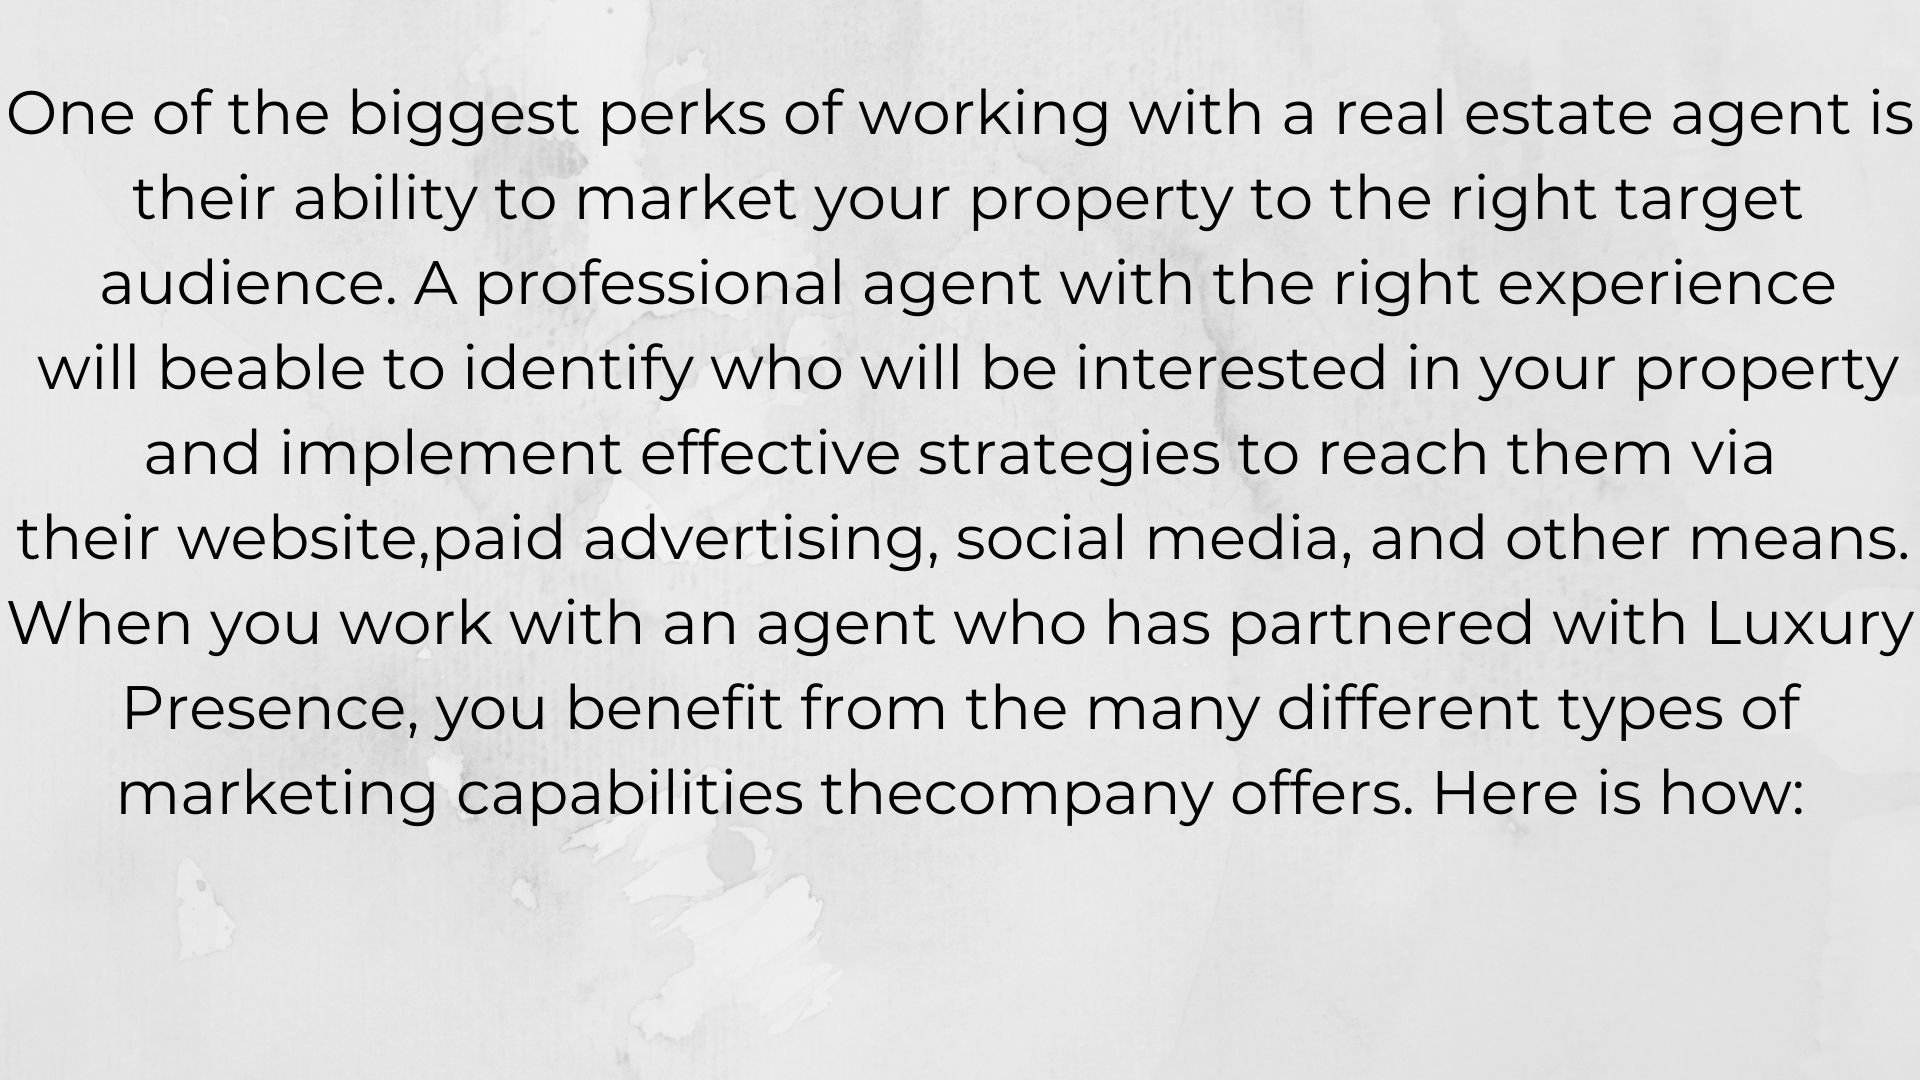 One of the biggest perks of working with a real estate agent is
their ability to market your property to the right target
audience. A professional agent with the right experience
will beable to identify who will be interested in your property
and implement effective strategies to reach them via
their website,paid advertising, social media, and other means.
When you work with an agent who has partnered with Luxury
Presence, you benefit from the many different types of
marketing capabilities thecompany offers. Here is how: